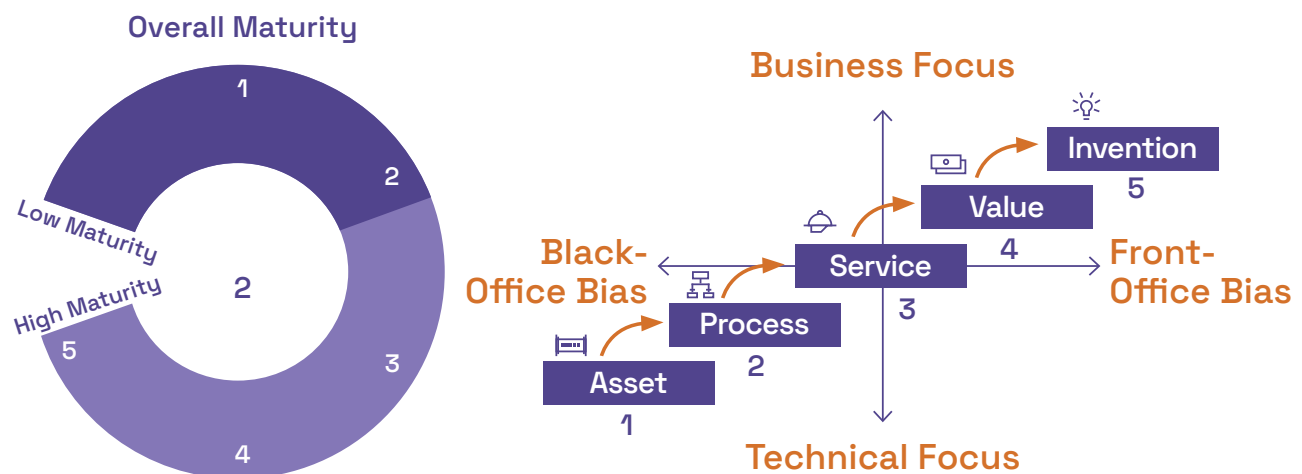 Overall Maturity
1
2
Low Maturity
2
High Maturity
5
3
4
Business Focus
Invention
5
Value
4
Black-
Office Bias
Front-
Office Bias
Service
3
Process
2
Asset
1
Technical Focus